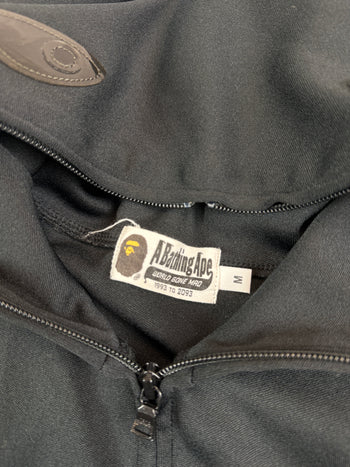 A Bathing Ape
WORLD GONE MAD
1993 TO 2093
M